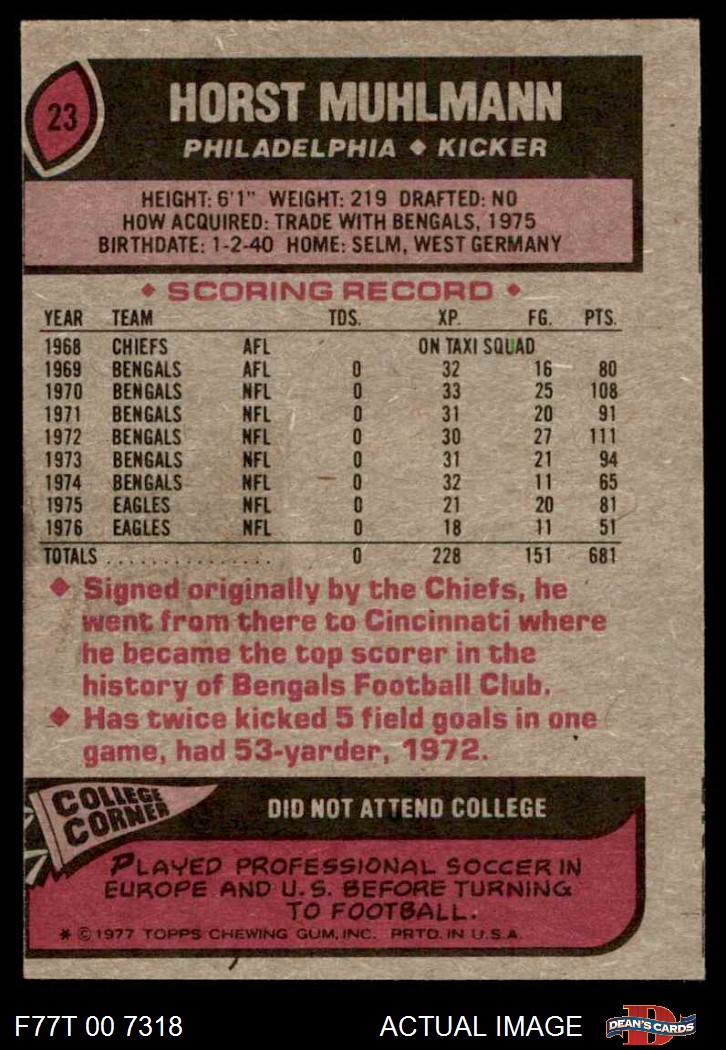 23
HORST MUHLMANN
PHILADELPHIA ◆ KICKER
HEIGHT: 6'1" WEIGHT: 219 DRAFTED: NO
HOW ACQUIRED: TRADE WITH BENGALS, 1975
BIRTHDATE: 1-2-40 HOME: SELM, WEST GERMANY
◆ SCORING RECORD ◆
YEAR TEAM TDS. XP. FG. PTS.
1968 CHIEFS AFL ON TAXI SQUAD
1969 BENGALS AFL 0 32 16 80
1970 BENGALS NFL 0 33 25 108
1971 BENGALS NFL 0 31 20 91
1972 BENGALS NFL 0 30 27 111
1973 BENGALS NFL 0 31 21 94
1974 BENGALS NFL 0 32 11 65
1975 EAGLES NFL 0 21 20 81
1976 EAGLES NFL 0 18 11 51
TOTALS ................ 0 228 151 681
◆ Signed originally by the Chiefs, he
went from there to Cincinnati where
he became the top scorer in the
history of Bengals Football Club.
◆ Has twice kicked 5 field goals in one
game, had 53-yarder, 1972.
COLLEGE
CORNER
DID NOT ATTEND COLLEGE
PLAYED PROFESSIONAL SOCCER IN
EUROPE AND U.S. BEFORE TURNING
TO FOOTBALL.
* © 1977 TOPPS CHEWING GUM, INC. PRTD. IN U.S.A.
F77T 00 7318
ACTUAL IMAGE
D
DEAN'S CARDS